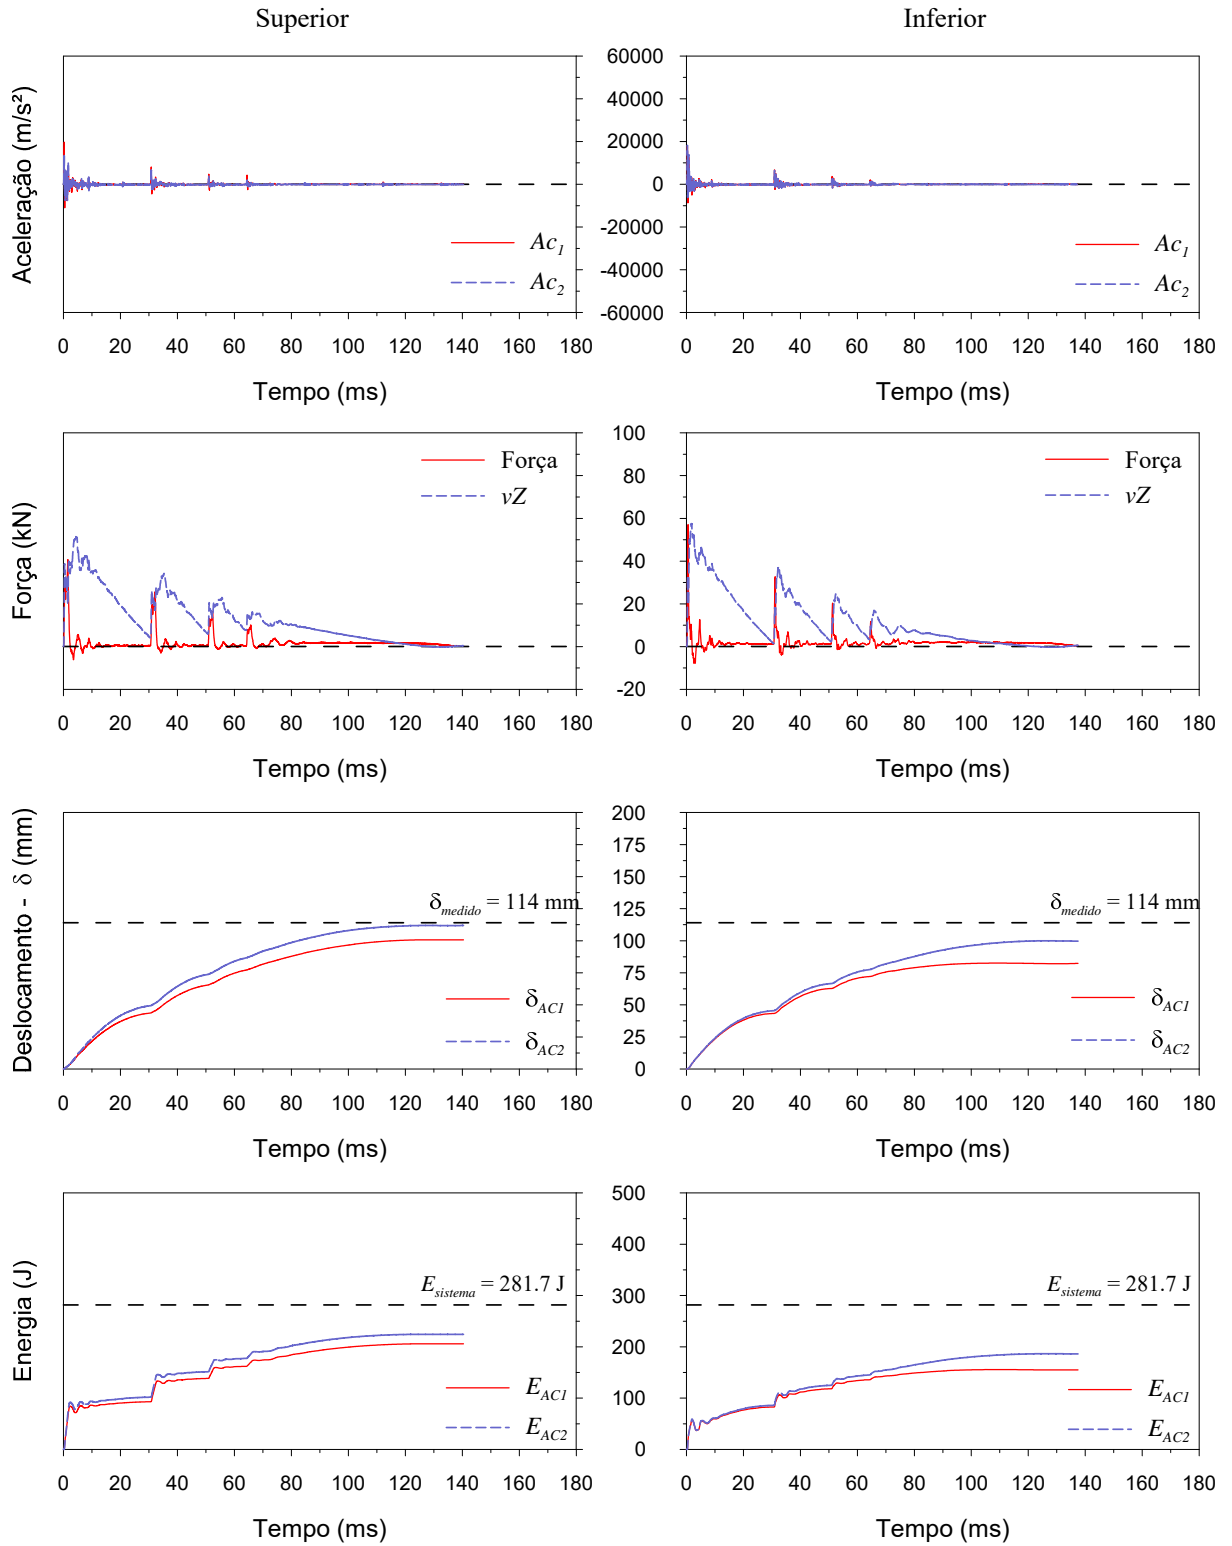 Superior
Inferior
Aceleração (m/s²)
60000
40000
20000
0
-20000
-40000
-60000
Ac1
Ac2
Ac1
Ac2
0 20 40 60 80 100 120 140 160 180
0 20 40 60 80 100 120 140 160 180
Tempo (ms)
Tempo (ms)
Força (kN)
100
80
60
40
20
0
-20
Força
vZ
Força
vZ
0 20 40 60 80 100 120 140 160 180
0 20 40 60 80 100 120 140 160 180
Tempo (ms)
Tempo (ms)
Deslocamento - δ (mm)
200
175
150
125
100
75
50
25
0
δmedido = 114 mm
δmedido = 114 mm
δAC1
δAC2
δAC1
δAC2
0 20 40 60 80 100 120 140 160 180
0 20 40 60 80 100 120 140 160 180
Tempo (ms)
Tempo (ms)
Energia (J)
500
400
300
200
100
0
Esistema = 281.7 J
Esistema = 281.7 J
EAC1
EAC2
EAC1
EAC2
0 20 40 60 80 100 120 140 160 180
0 20 40 60 80 100 120 140 160 180
Tempo (ms)
Tempo (ms)